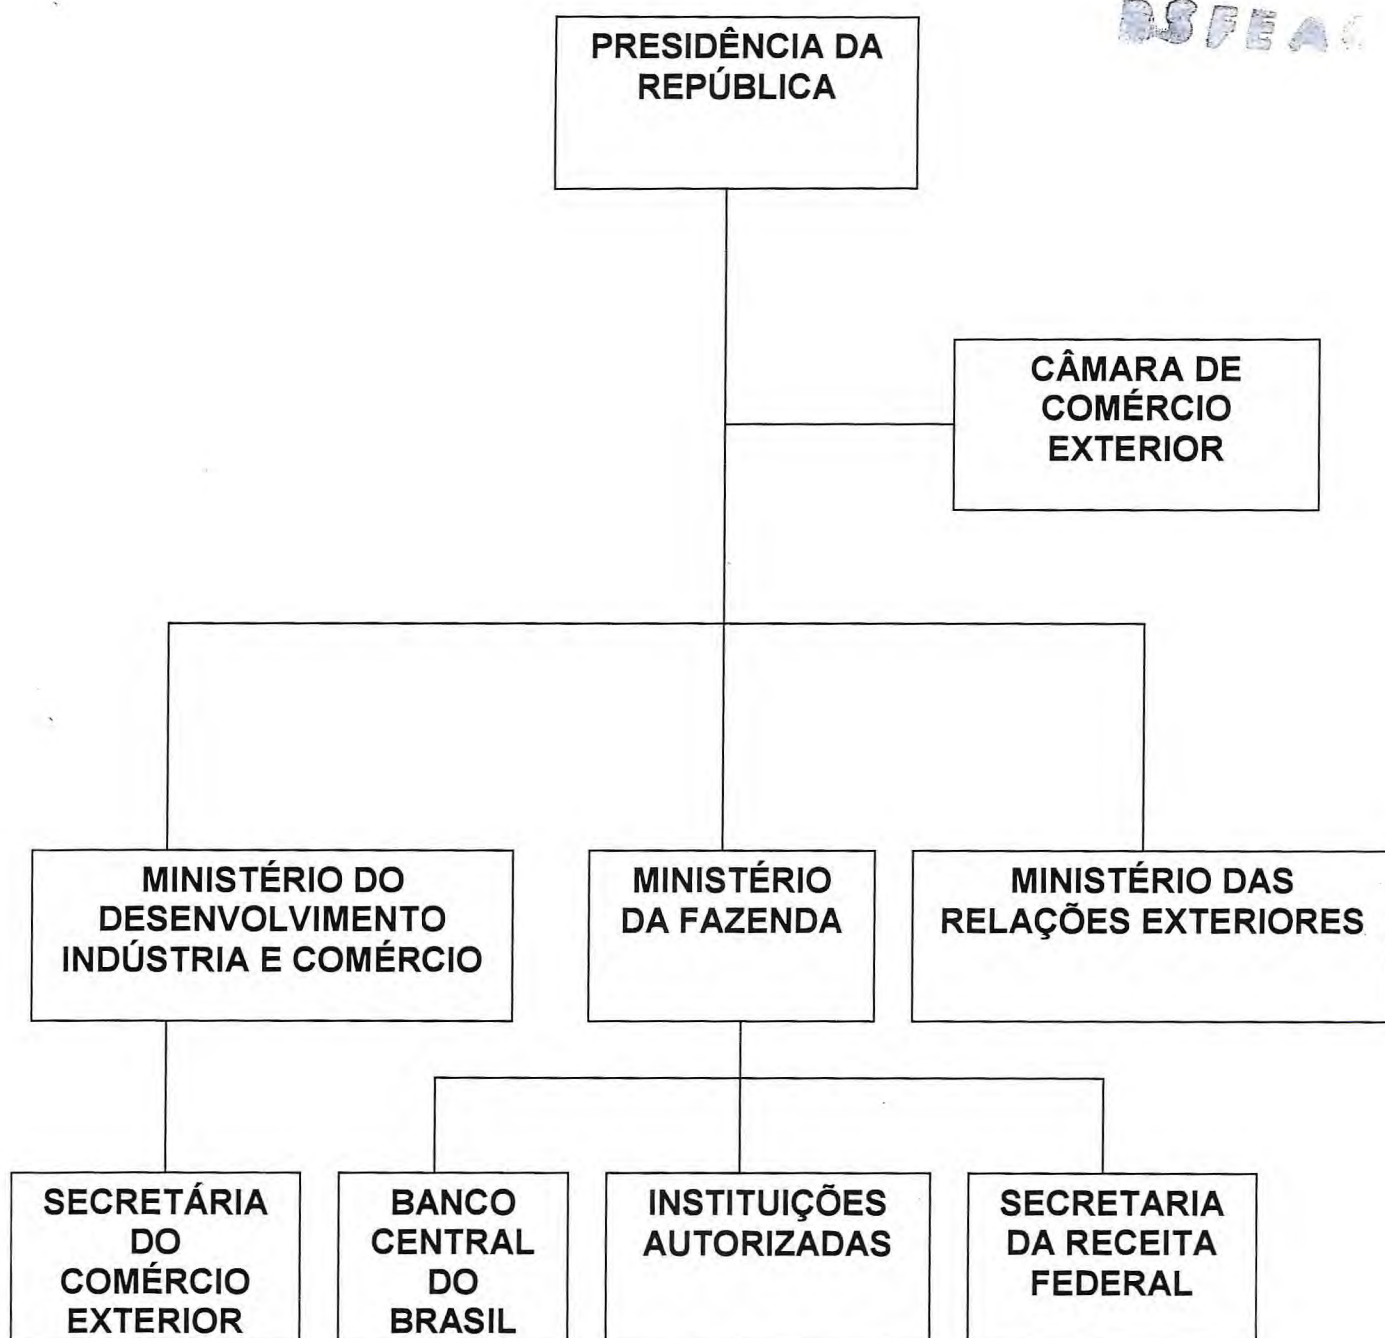 PRESIDÊNCIA DA
REPÚBLICA
CÂMARA DE
COMÉRCIO
EXTERIOR
MINISTÉRIO DO
DESENVOLVIMENTO
INDÚSTRIA E COMÉRCIO
MINISTÉRIO
DA FAZENDA
MINISTÉRIO DAS
RELAÇÕES EXTERIORES
SECRETÁRIA
DO
COMÉRCIO
EXTERIOR
BANCO
CENTRAL
DO
BRASIL
INSTITUIÇÕES
AUTORIZADAS
SECRETARIA
DA RECEITA
FEDERAL